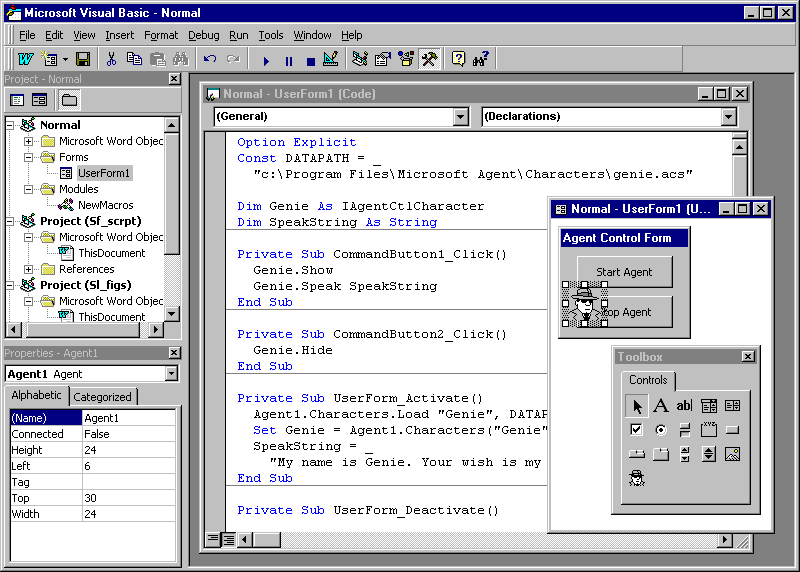 Microsoft Visual Basic - Normal
File Edit View Insert Format Debug Run Tools Window Help
Project - Normal
Normal
Microsoft Word Objec
Forms
UserForm1
Modules
NewMacros
Project (Sf_scrpt)
Microsoft Word Objec
ThisDocument
References
Project (Sl_figs)
Microsoft Word Objec
ThisDocument
Properties - Agent1
Agent1 Agent
Alphabetic Categorized
(Name) Agent1
Connected False
Height 24
Left 6
Tag
Top 30
Width 24
Normal - UserForm1 (Code)
(General) (Declarations)
Option Explicit
Const DATAPATH = _
"c:\Program Files\Microsoft Agent\Characters\genie.acs"
Dim Genie As IAgentCtlCharacter
Dim SpeakString As String
Private Sub CommandButton1_Click()
Genie.Show
Genie.Speak SpeakString
End Sub
Private Sub CommandButton2_Click()
Genie.Hide
End Sub
Private Sub UserForm_Activate()
Agent1.Characters.Load "Genie", DATAP
Set Genie = Agent1.Characters("Genie"
SpeakString = _
"My name is Genie. Your wish is my
End Sub
Private Sub UserForm_Deactivate()
Normal - UserForm1 (U...
Agent Control Form
Start Agent
top Agent
Toolbox
Controls
A ab|
xyz